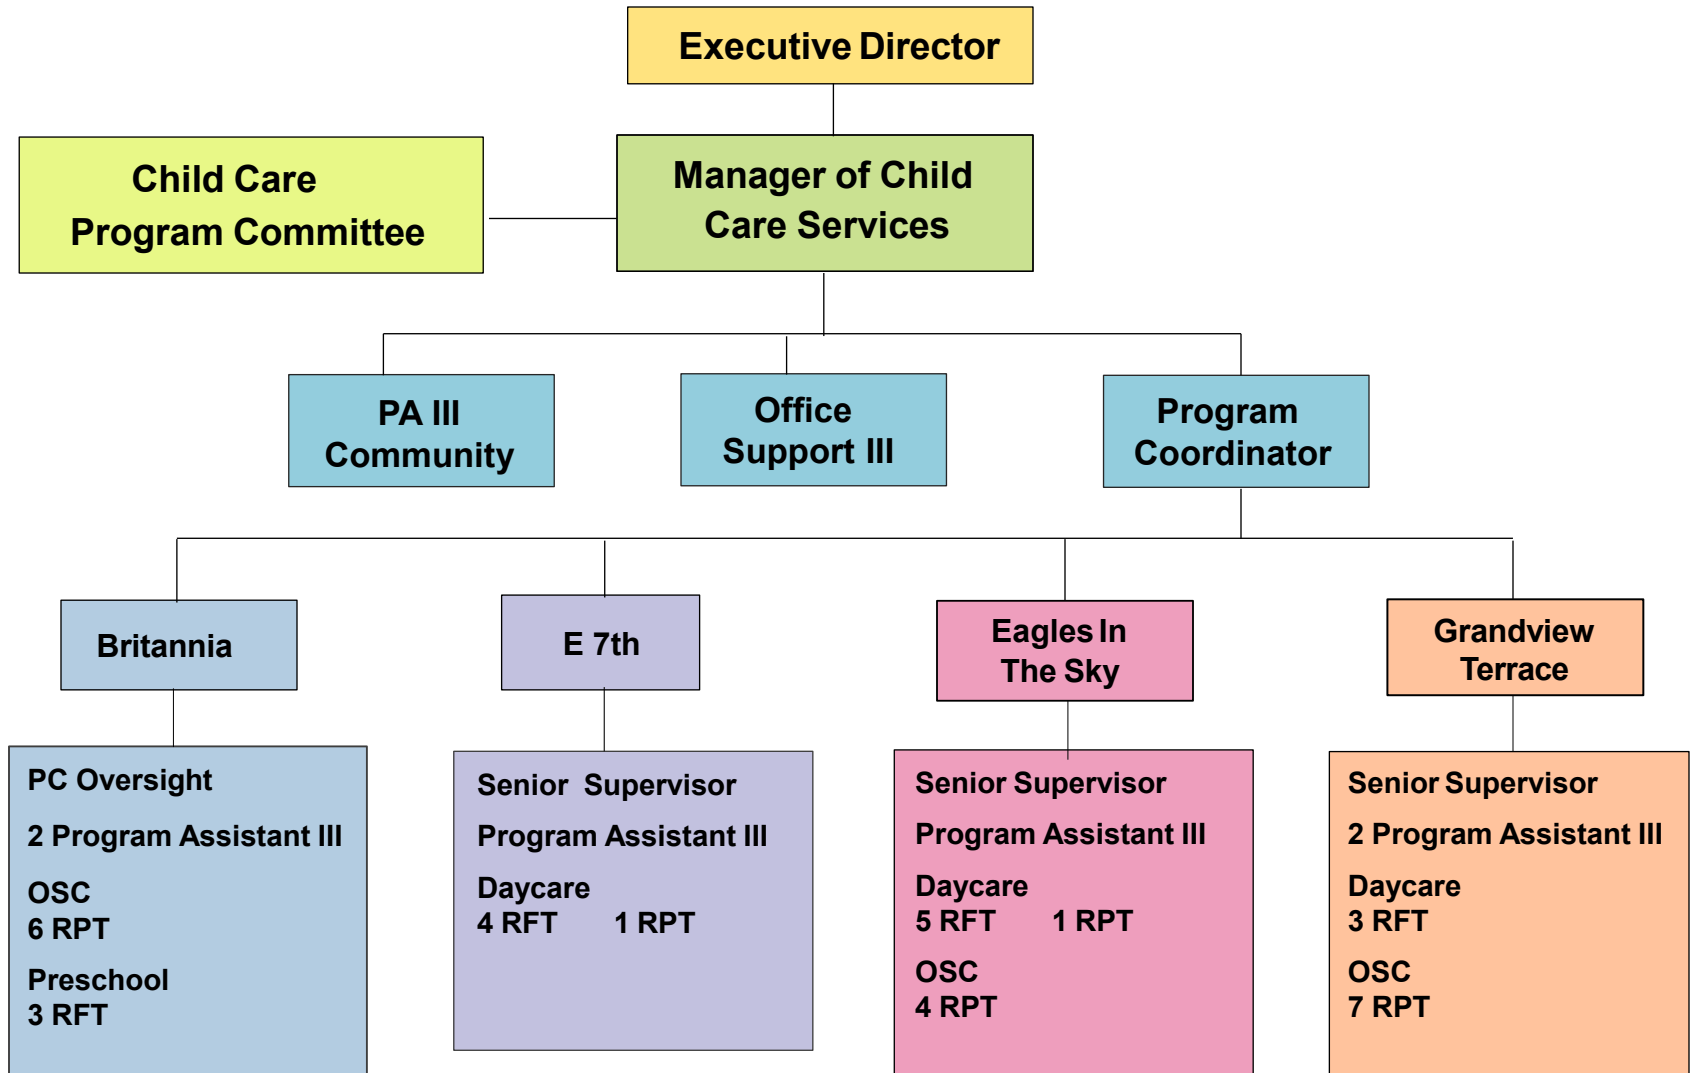 Executive Director
Child Care
Program Committee
Manager of Child
Care Services
PA III
Community
Office
Support III
Program
Coordinator
Britannia
E 7th
Eagles In
The Sky
Grandview
Terrace
PC Oversight
2 Program Assistant III
OSC
6 RPT
Preschool
3 RFT
Senior Supervisor
Program Assistant III
Daycare
4 RFT 1 RPT
Senior Supervisor
Program Assistant III
Daycare
5 RFT 1 RPT
OSC
4 RPT
Senior Supervisor
2 Program Assistant III
Daycare
3 RFT
OSC
7 RPT